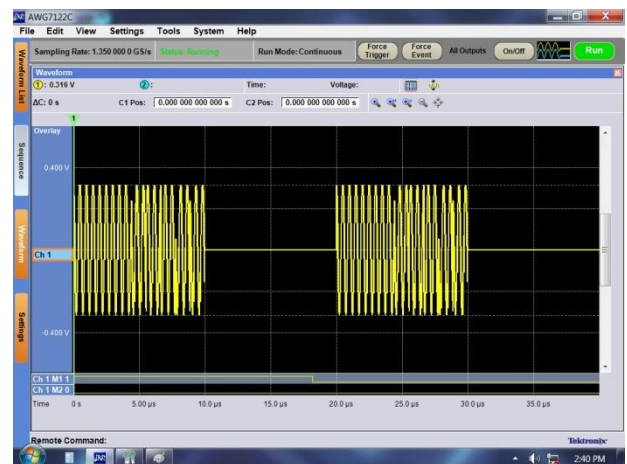 AWG7122C
File Edit View Settings Tools System Help
Sampling Rate: 1.350 000 0 GS/s Status: Running Run Mode: Continuous Force Trigger Force Event All Outputs On/Off Run
Waveform List
Sequence
Waveform
Settings
Waveform
1: 0.316 V 2: Time: Voltage:
ΔC: 0 s C1 Pos: 0.000 000 000 000 s C2 Pos: 0.000 000 000 000 s
1
Overlay
0.400 V
Ch 1
-0.400 V
Ch 1 M1 1
Ch 1 M2 0
Time 0 s 5.00 µs 10.0 µs 15.0 µs 20.0 µs 25.0 µs 30.0 µs 35.0 µs
Remote Command: Tektronix
2:40 PM